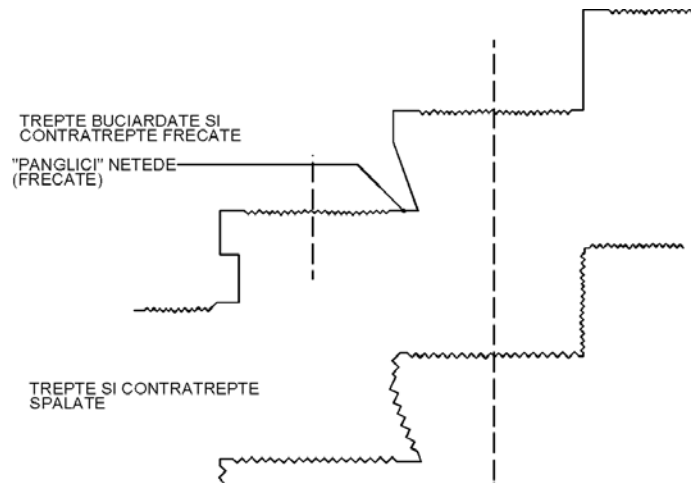 TREPTE BUCIARDATE SI
CONTRATREPTE FRECATE
"PANGLICI" NETEDE
(FRECATE)
TREPTE SI CONTRATREPTE
SPALATE